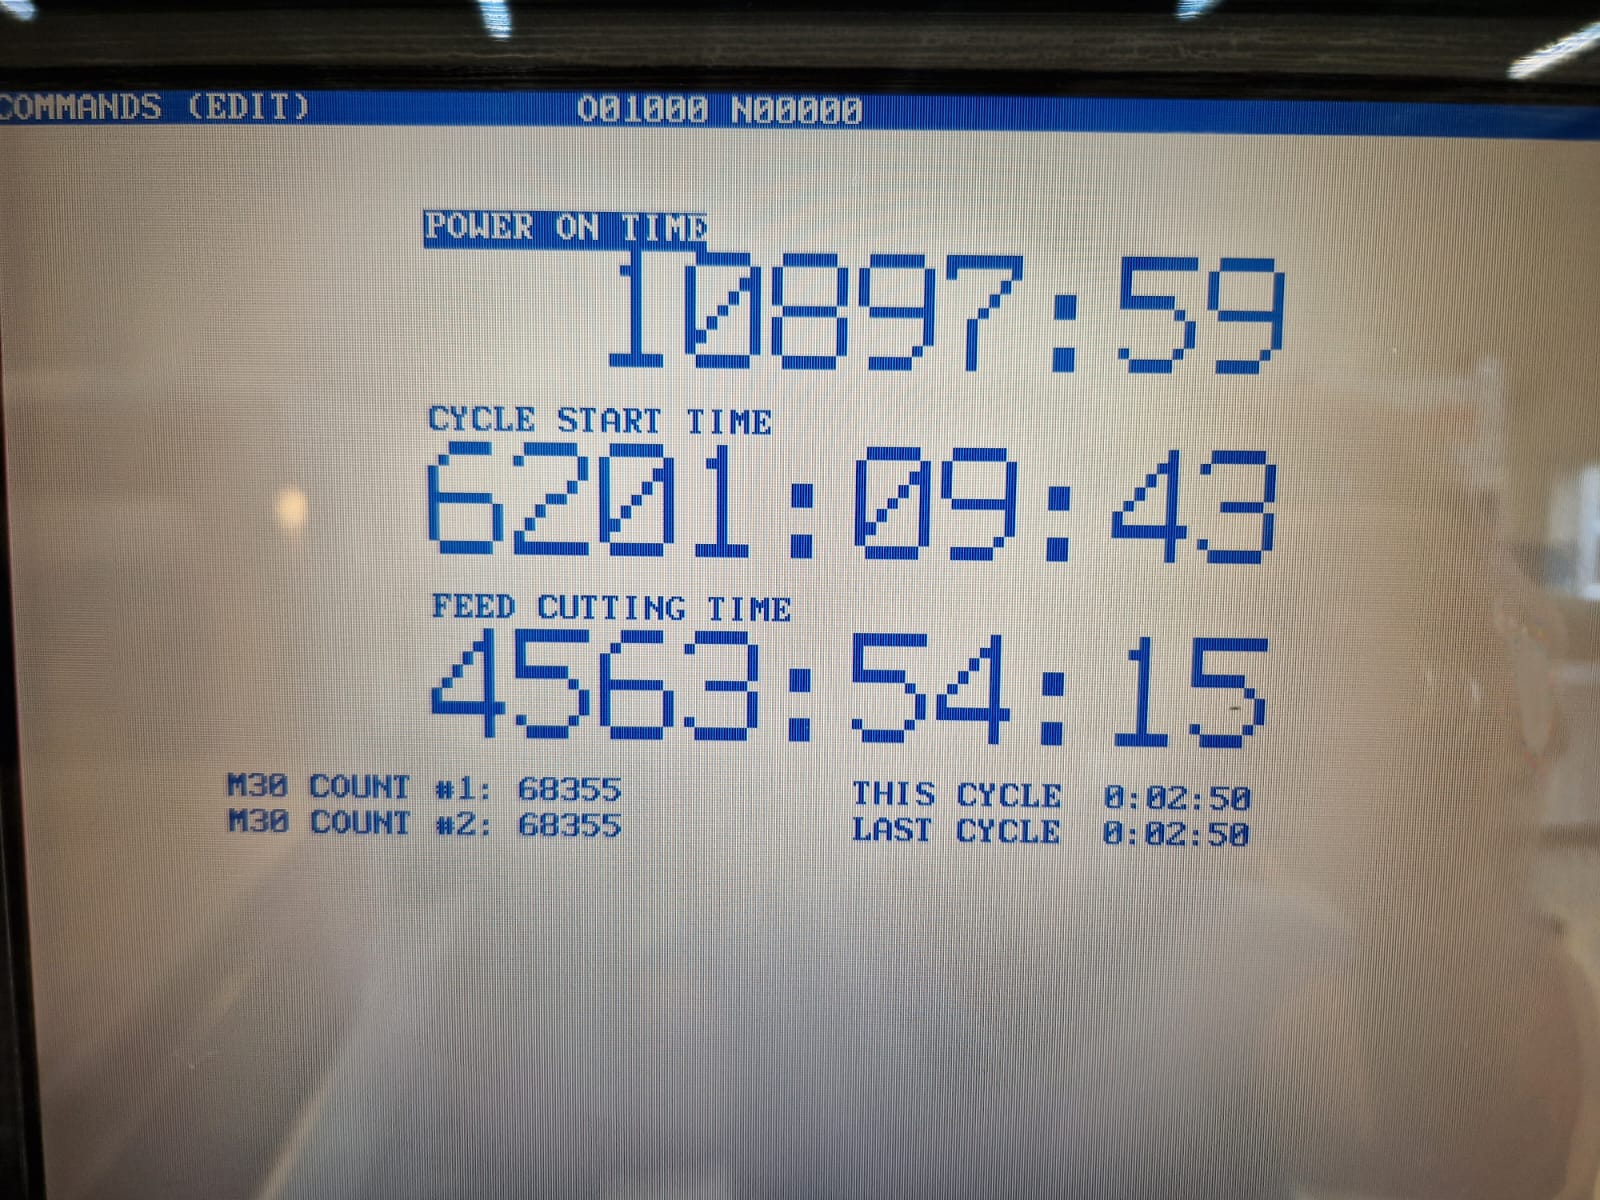 COMMANDS (EDIT) O01000 N00000
POWER ON TIME
10897:59
CYCLE START TIME
6201:09:43
FEED CUTTING TIME
4563:54:15
M30 COUNT #1: 68355 THIS CYCLE 0:02:50
M30 COUNT #2: 68355 LAST CYCLE 0:02:50